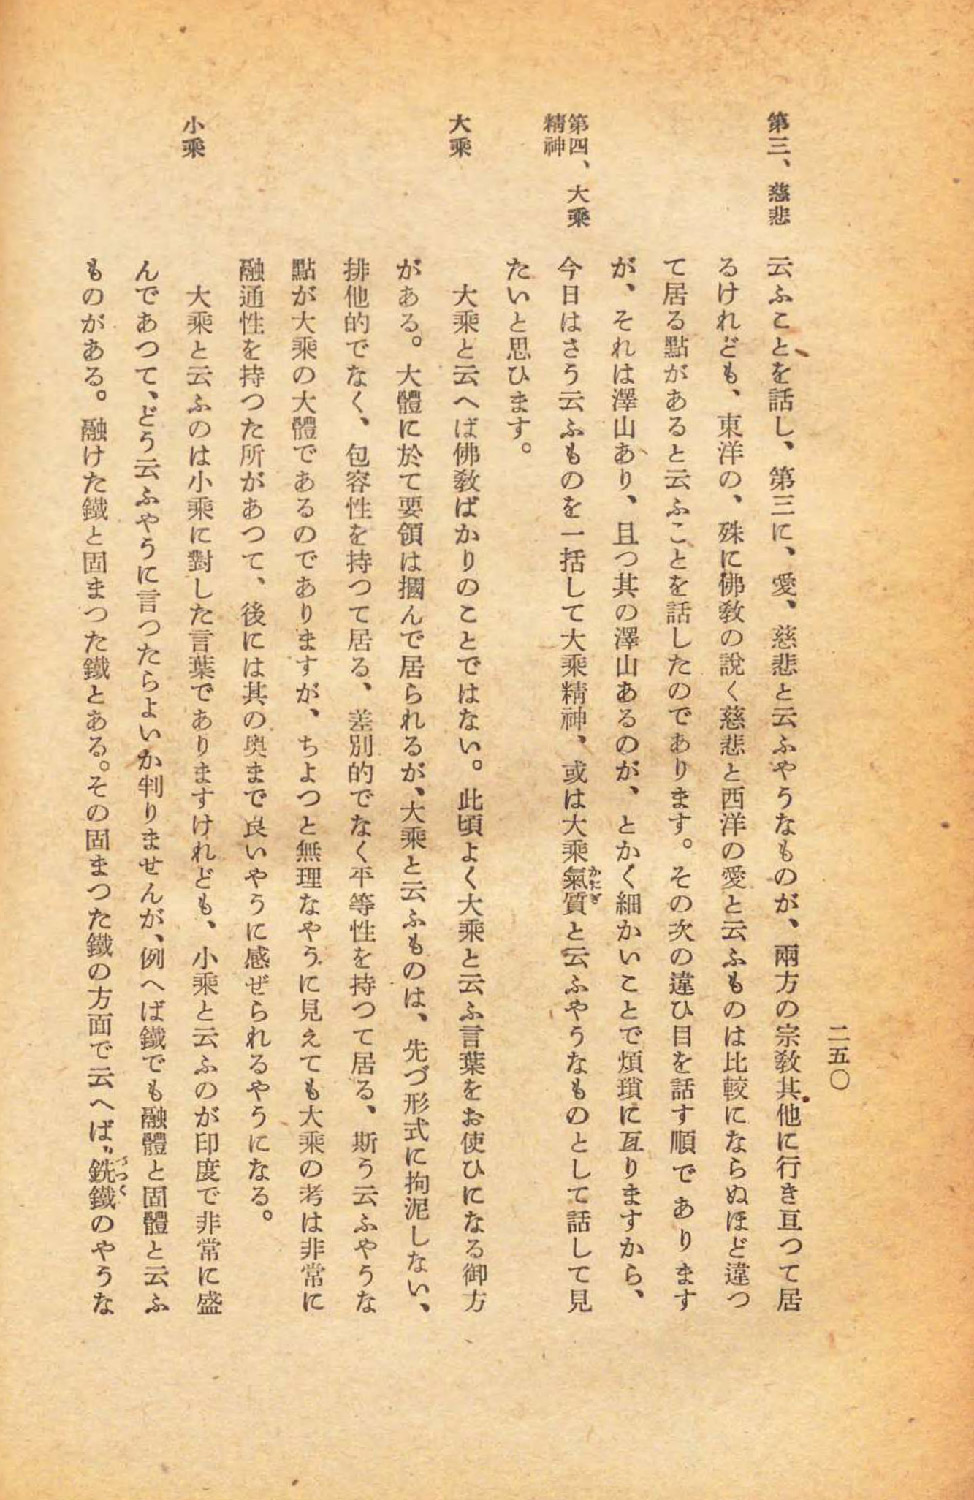 二五〇
第三、慈悲
云ふことを話し、第三に、愛、慈悲と云ふやうなものが、兩方の宗敎其他に行き亙つて居
るけれども、東洋の、殊に佛敎の說く慈悲と西洋の愛と云ふものは比較にならぬほど違つ
て居る點があると云ふことを話したのであります。その次の違ひ目を話す順であります
が、それは澤山あり、且つ其の澤山あるのが、とかく細かいことで煩瑣に亙りますから、
第四、大乘
精神
今日はさう云ふものを一括して大乘精神、或は大乘氣質と云ふやうなものとして話して見
かたぎ
たいと思ひます。
大乘
大乘と云へば佛敎ばかりのことではない。此頃よく大乘と云ふ言葉をお使ひになる御方
がある。大體に於て要領は摑んで居られるが、大乘と云ふものは、先づ形式に拘泥しない、
排他的でなく、包容性を持つて居る、差別的でなく平等性を持つて居る、斯う云ふやうな
點が大乘の大體であるのでありますが、ちよつと無理なやうに見えても大乘の考は非常に
融通性を持つた所があつて、後には其の奧まで良いやうに感ぜられるやうになる。
小乘
大乘と云ふのは小乘に對した言葉でありますけれども、小乘と云ふのが印度で非常に盛
んであつて、どう云ふやうに言つたらよいか判りませんが、例へば鐵でも融體と固體と云ふ
ものがある。融けた鐵と固まつた鐵とある。その固まつた鐵の方面で云へば、銑鐵のやうな